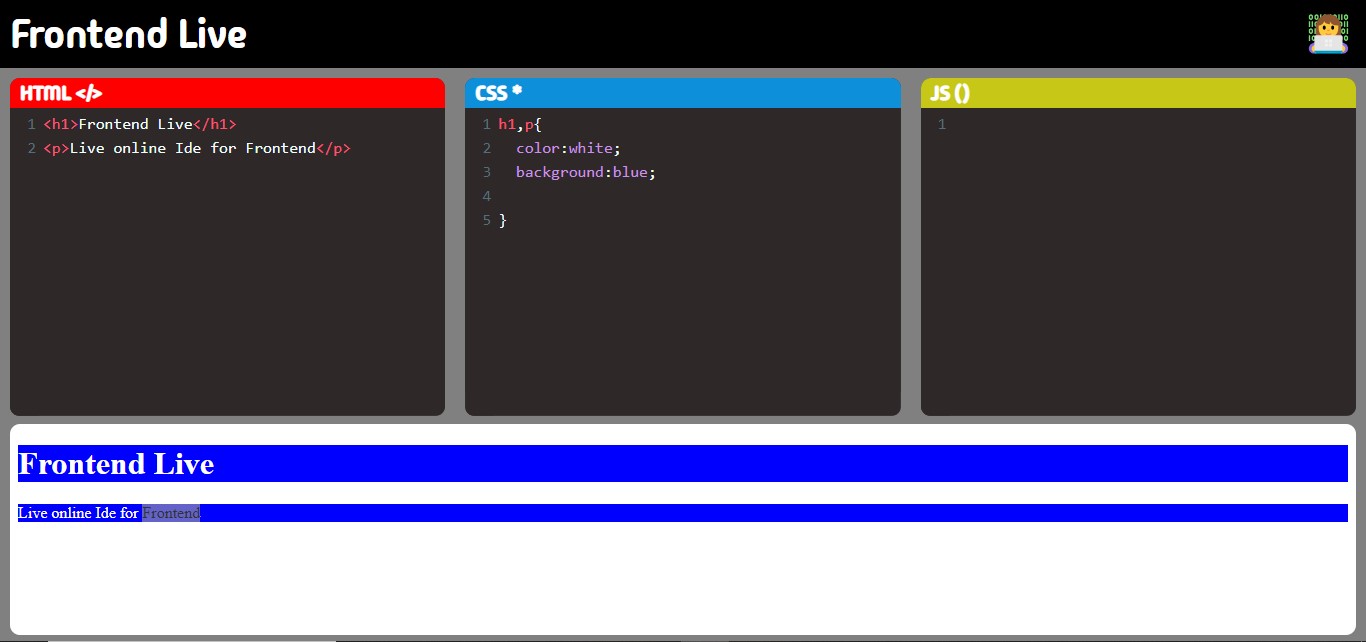 Frontend Live
HTML </>
1 <h1>Frontend Live</h1>
2 <p>Live online Ide for Frontend</p>
CSS *
1 h1,p{
2 color:white;
3 background:blue;
4
5 }
JS ()
1
Frontend Live
Live online Ide for Frontend